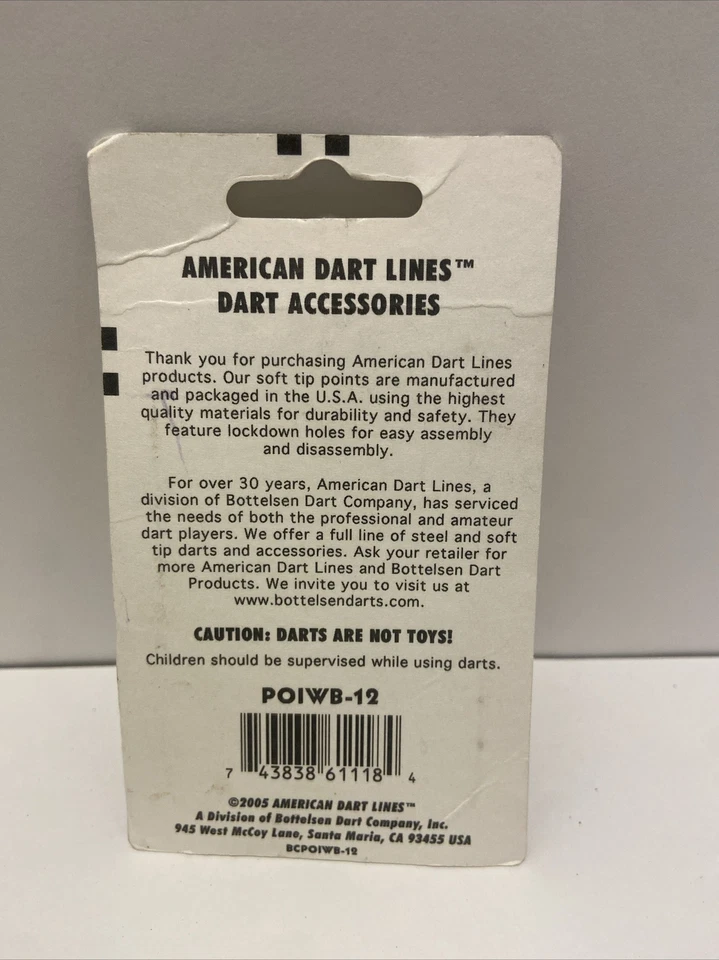 AMERICAN DART LINES™
DART ACCESSORIES
Thank you for purchasing American Dart Lines
products. Our soft tip points are manufactured
and packaged in the U.S.A. using the highest
quality materials for durability and safety. They
feature lockdown holes for easy assembly
and disassembly.
For over 30 years, American Dart Lines, a
division of Bottelsen Dart Company, has serviced
the needs of both the professional and amateur
dart players. We offer a full line of steel and soft
tip darts and accessories. Ask your retailer for
more American Dart Lines and Bottelsen Dart
Products. We invite you to visit us at
www.bottelsendarts.com.
CAUTION: DARTS ARE NOT TOYS!
Children should be supervised while using darts.
POIWB-12
7 43838 61118 4
©2005 AMERICAN DART LINES™
A Division of Bottelsen Dart Company, Inc.
945 West McCoy Lane, Santa Maria, CA 93455 USA
BCPOIWB-12